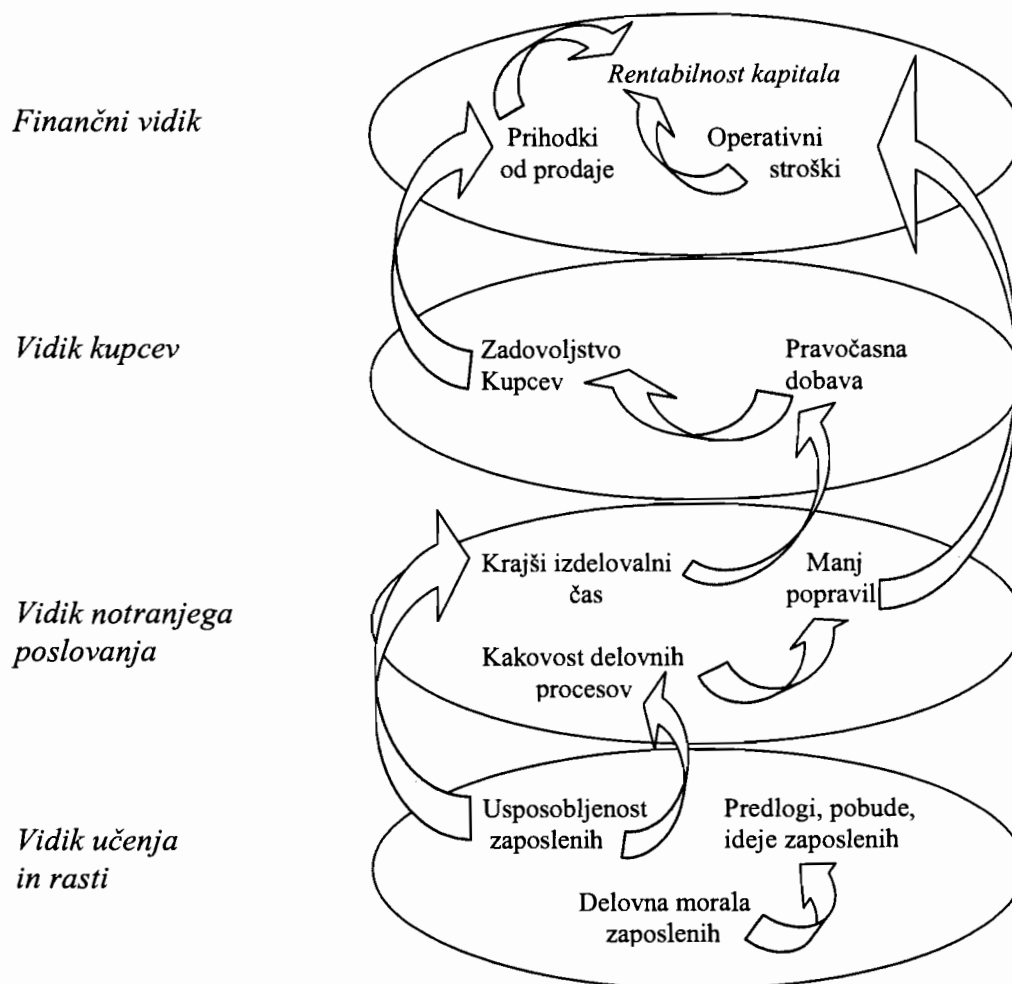 Finančni vidik
Rentabilnost kapitala
Prihodki
od prodaje
Operativni
stroški
Vidik kupcev
Zadovoljstvo
Kupcev
Pravočasna
dobava
Vidik notranjega
poslovanja
Krajši izdelovalni
čas
Manj
popravil
Kakovost delovnih
procesov
Vidik učenja
in rasti
Usposobljenost
zaposlenih
Predlogi, pobude,
ideje zaposlenih
Delovna morala
zaposlenih